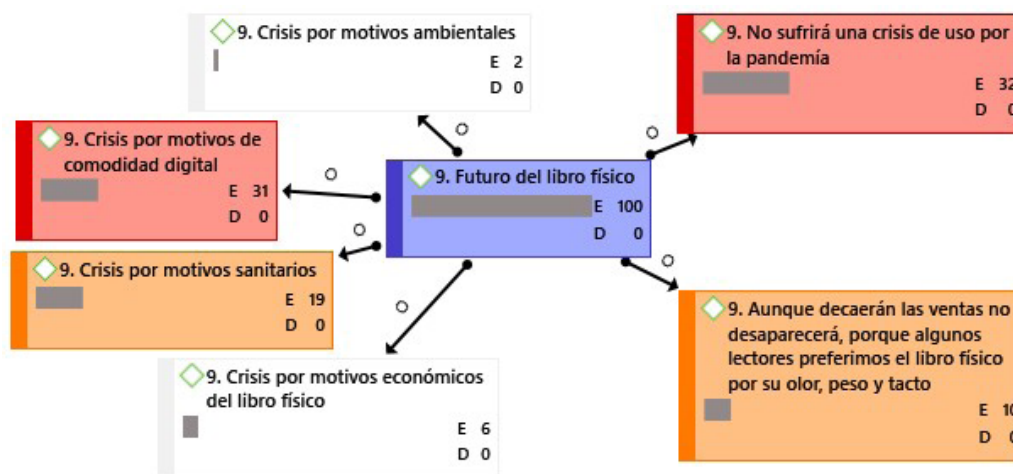 9. Crisis por motivos ambientales
E 2
D 0
9. No sufrirá una crisis de uso por
la pandemía
E 32
D 0
9. Crisis por motivos de
comodidad digital
E 31
D 0
9. Futuro del libro físico
E 100
D 0
9. Crisis por motivos sanitarios
E 19
D 0
9. Aunque decaerán las ventas no
desaparecerá, porque algunos
lectores preferimos el libro físico
por su olor, peso y tacto
E 10
D 0
9. Crisis por motivos económicos
del libro físico
E 6
D 0